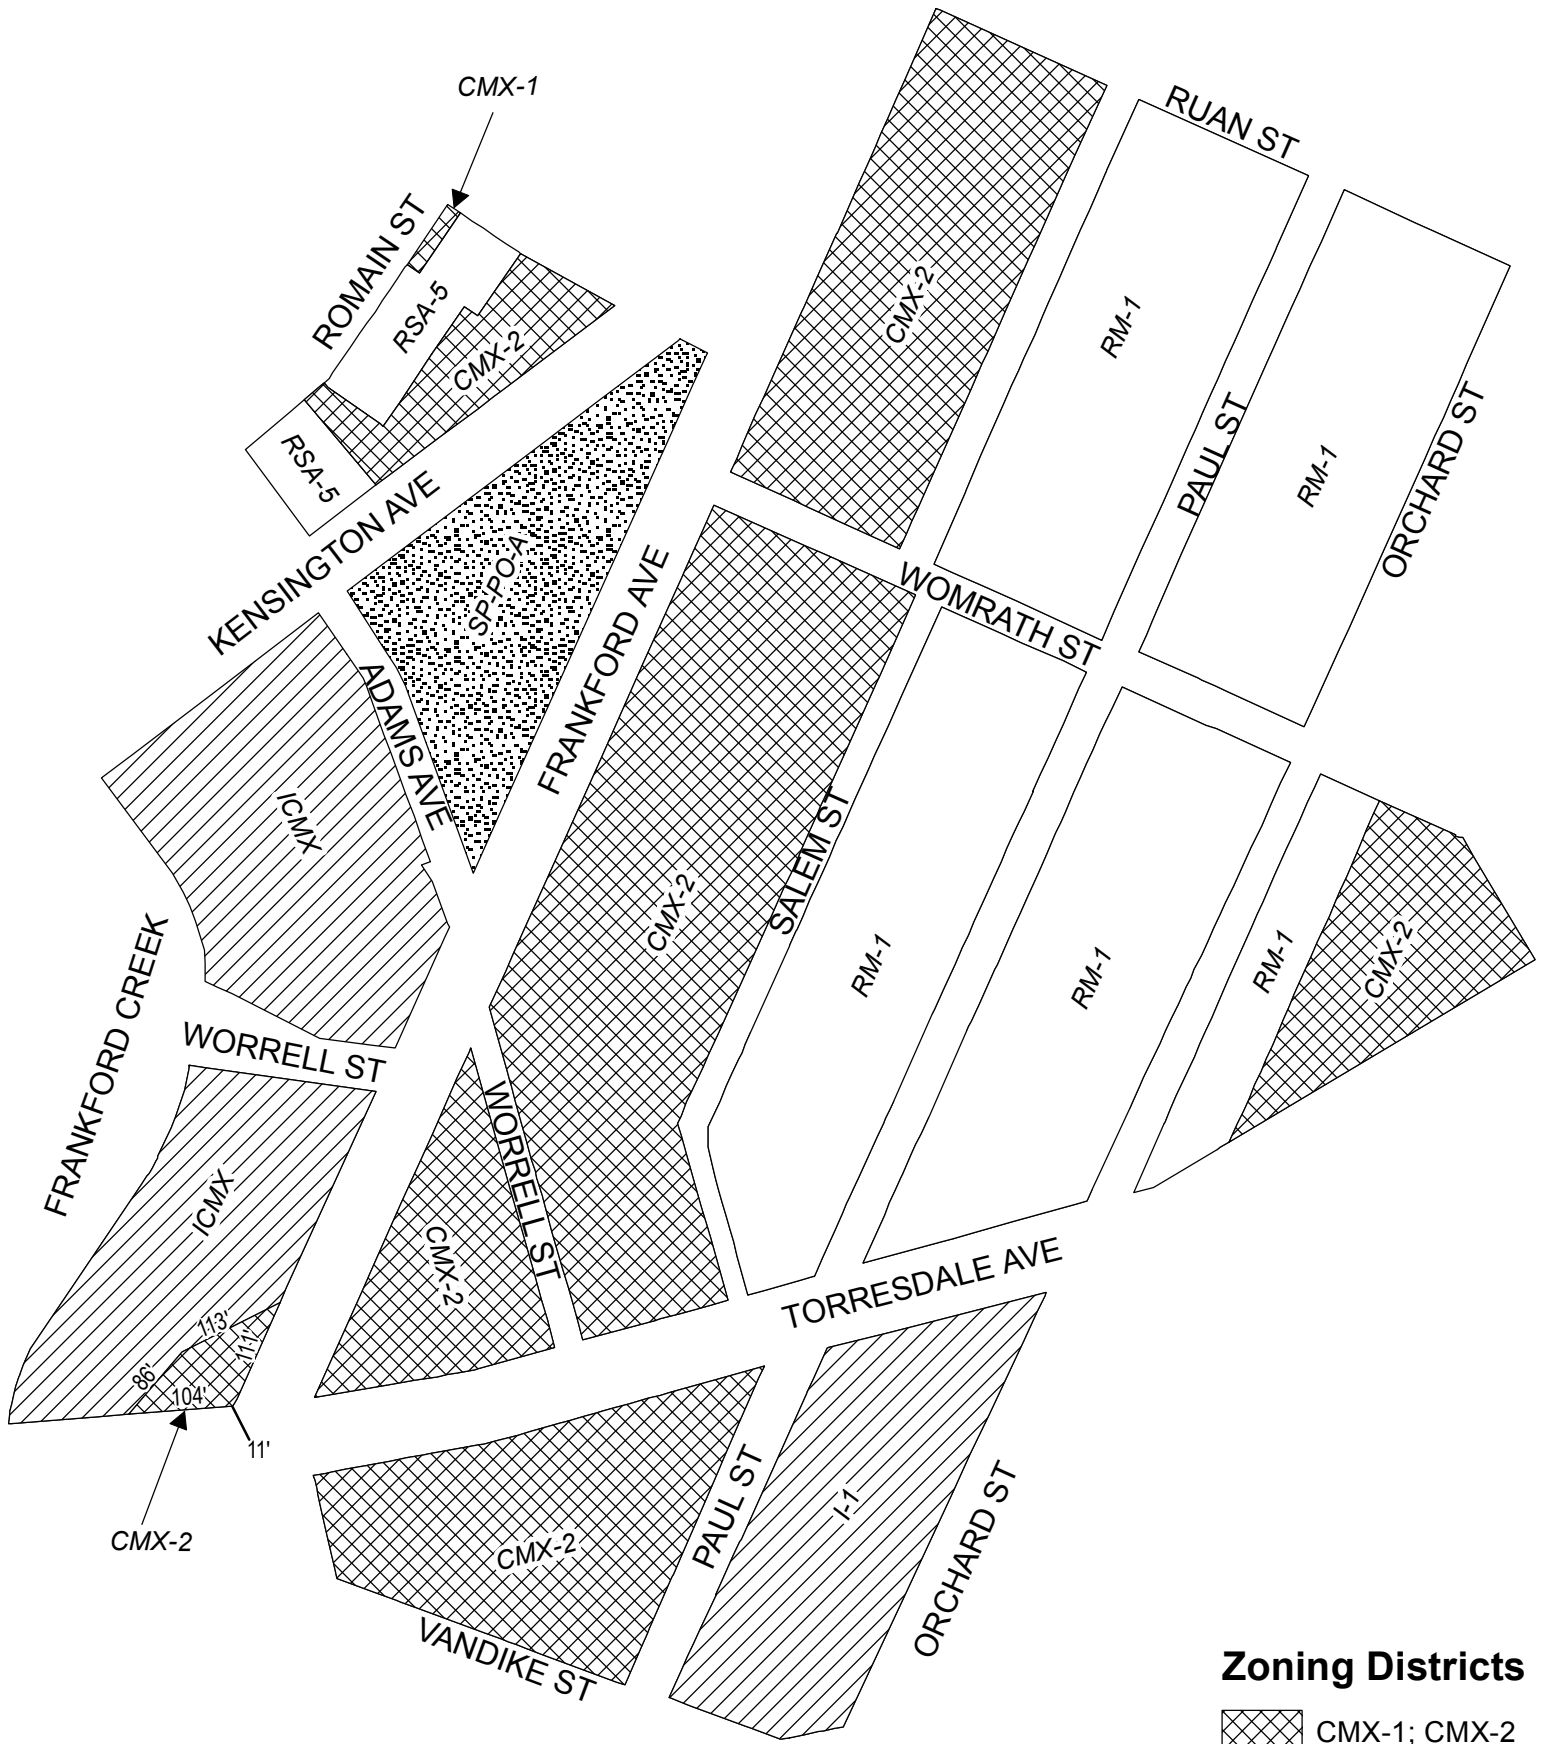 CMX-1
RUAN ST
ROMAIN ST
RSA-5
CMX-2
CMX-2
RM-1
PAUL ST
RM-1
ORCHARD ST
RSA-5
KENSINGTON AVE
SP-PO-A
FRANKFORD AVE
WOMRATH ST
ADAMS AVE
ICMX
SALEM ST
CMX-2
RM-1
RM-1
RM-1
CMX-2
FRANKFORD CREEK
WORRELL ST
WORRELL ST
ICMX
CMX-2
TORRESDALE AVE
113'
111'
86'
104'
11'
CMX-2
CMX-2
PAUL ST
I-1
ORCHARD ST
VANDIKE ST
Zoning Districts
CMX-1; CMX-2